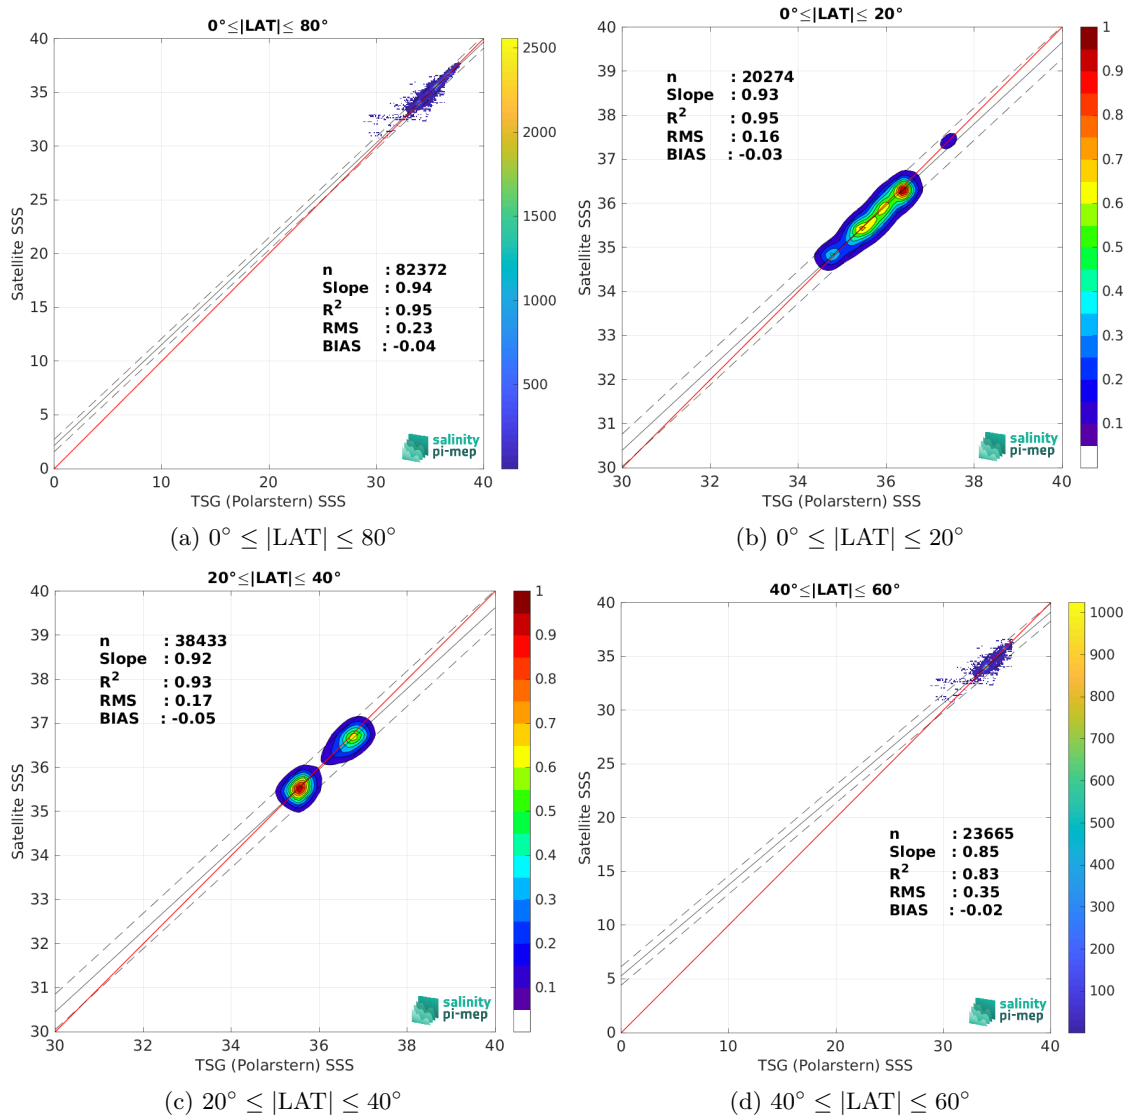 0°≤|LAT|≤ 80°
40
35
30
25
20
15
10
5
0
0
10
20
30
40
Satellite SSS
TSG (Polarstern) SSS
n : 82372
Slope : 0.94
R2 : 0.95
RMS : 0.23
BIAS : -0.04
salinity
pi-mep
2500
2000
1500
1000
500
(a) 0° ≤ |LAT| ≤ 80°
0°≤|LAT|≤ 20°
40
39
38
37
36
35
34
33
32
31
30
30
32
34
36
38
40
Satellite SSS
TSG (Polarstern) SSS
n : 20274
Slope : 0.93
R2 : 0.95
RMS : 0.16
BIAS : -0.03
salinity
pi-mep
1
0.9
0.8
0.7
0.6
0.5
0.4
0.3
0.2
0.1
(b) 0° ≤ |LAT| ≤ 20°
20°≤|LAT|≤ 40°
40
39
38
37
36
35
34
33
32
31
30
30
32
34
36
38
40
Satellite SSS
TSG (Polarstern) SSS
n : 38433
Slope : 0.92
R2 : 0.93
RMS : 0.17
BIAS : -0.05
salinity
pi-mep
1
0.9
0.8
0.7
0.6
0.5
0.4
0.3
0.2
0.1
(c) 20° ≤ |LAT| ≤ 40°
40°≤|LAT|≤ 60°
40
35
30
25
20
15
10
5
0
0
10
20
30
40
Satellite SSS
TSG (Polarstern) SSS
n : 23665
Slope : 0.85
R2 : 0.83
RMS : 0.35
BIAS : -0.02
salinity
pi-mep
1000
900
800
700
600
500
400
300
200
100
(d) 40° ≤ |LAT| ≤ 60°